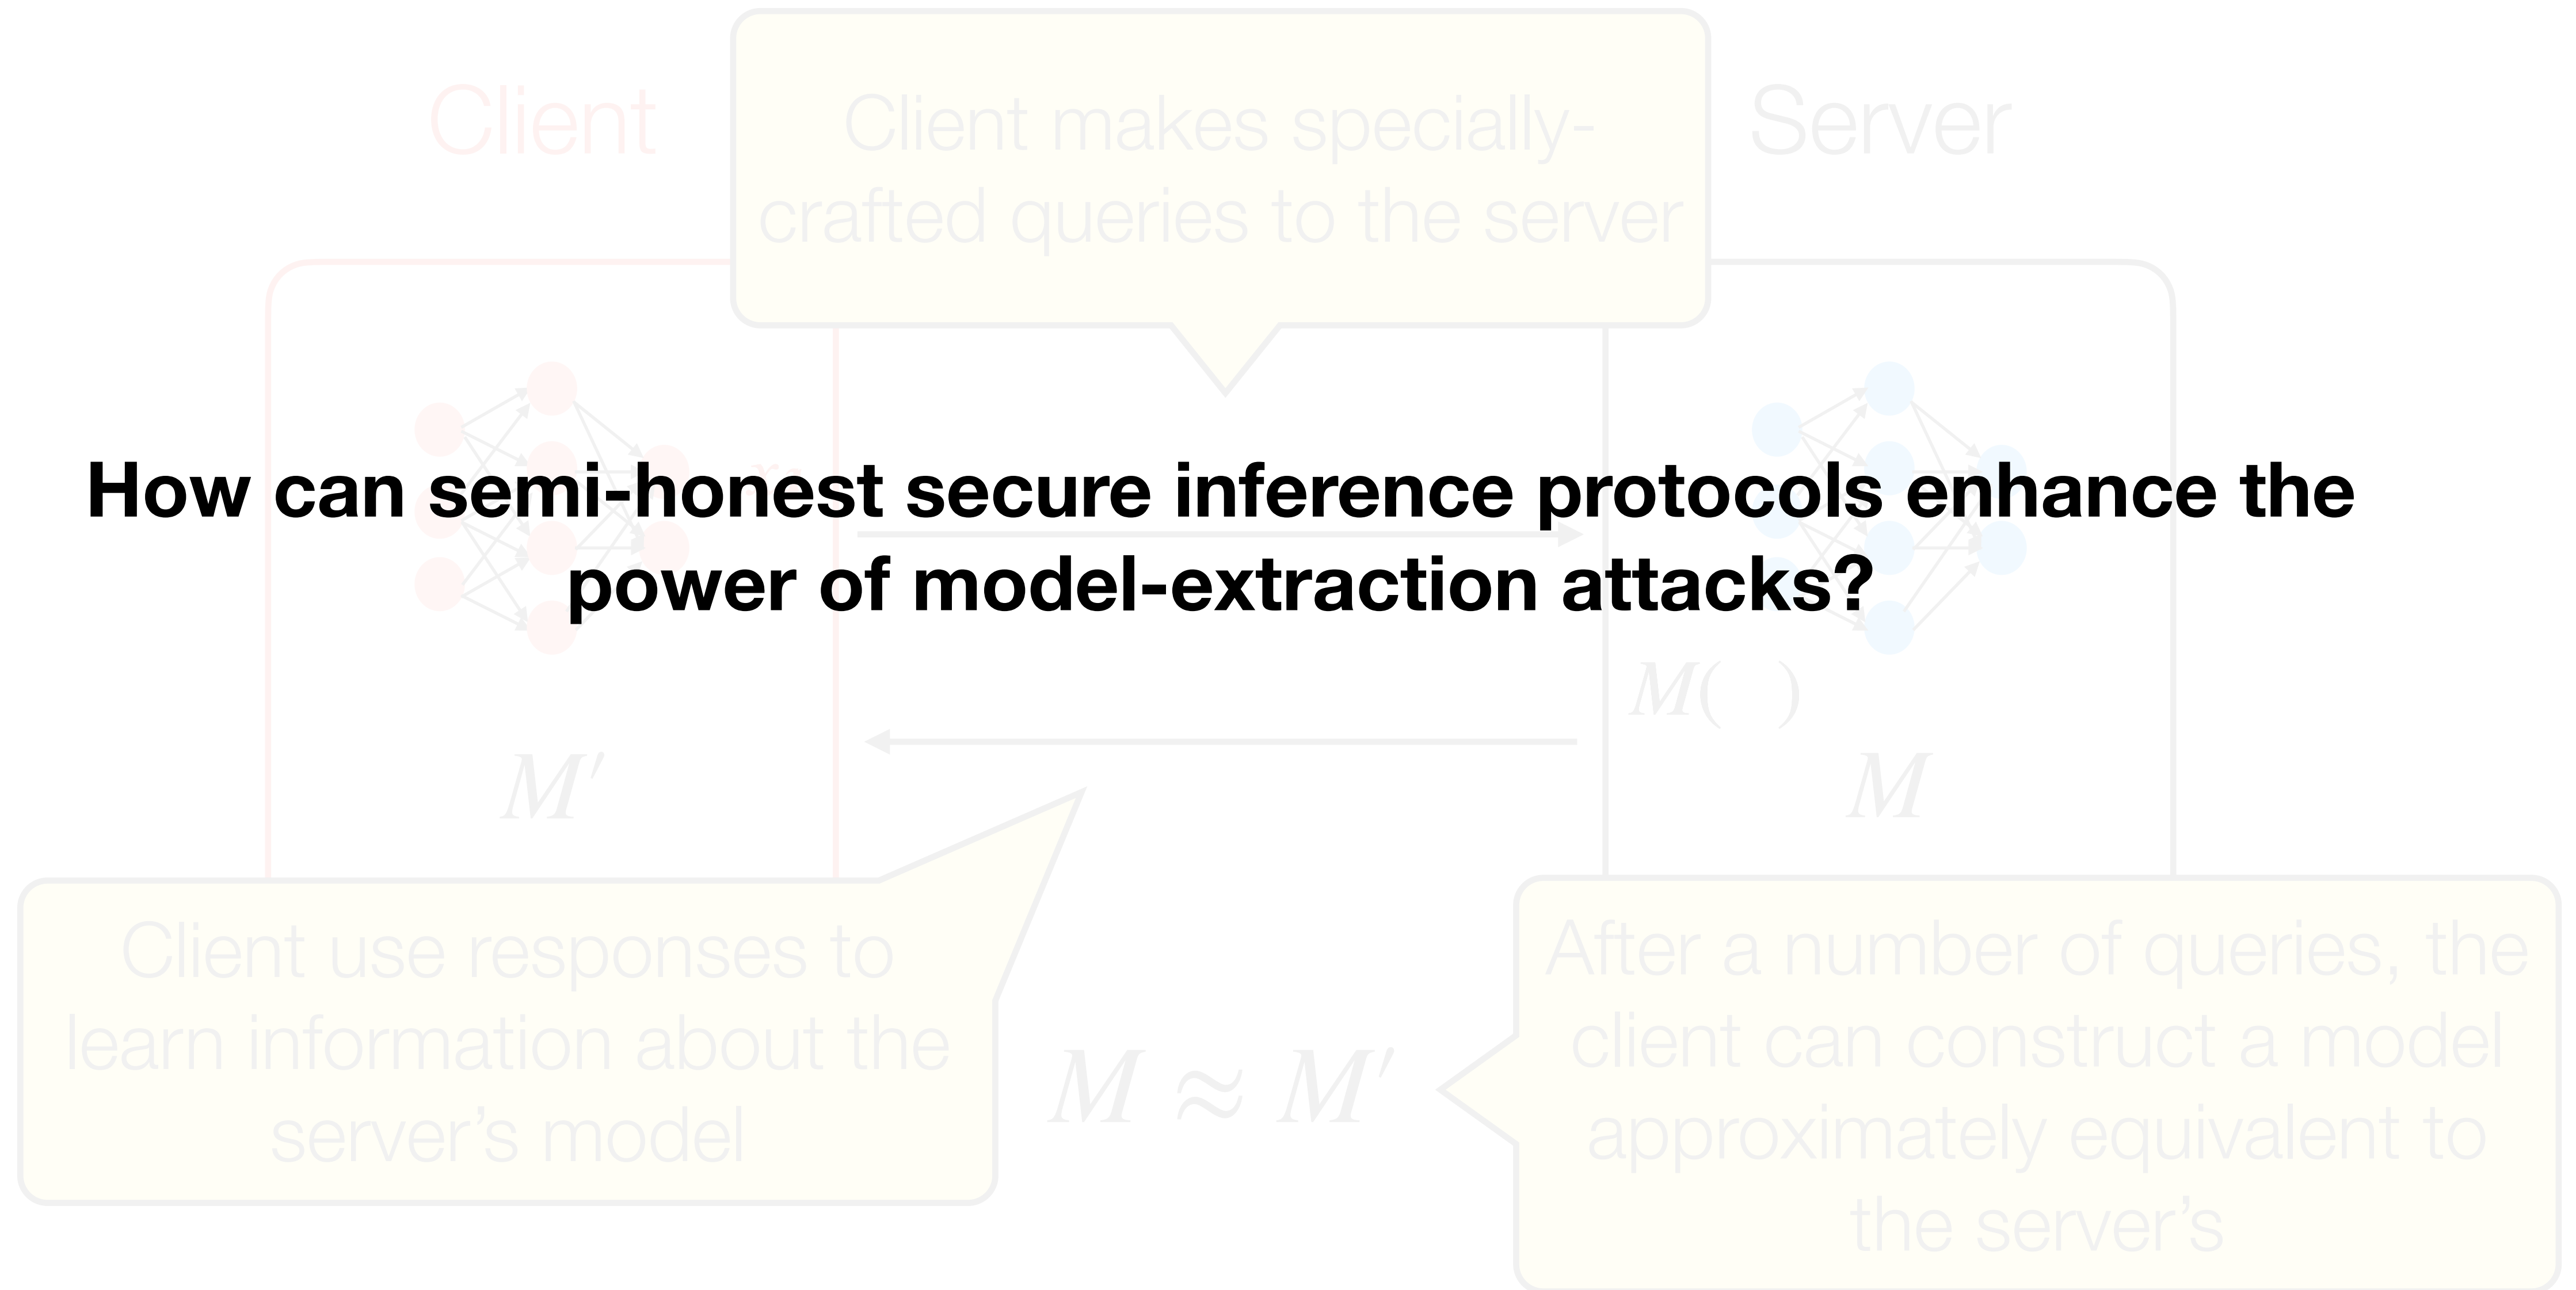 Client
Client makes specially-
crafted queries to the server
Server
How can semi-honest secure inference protocols enhance the
power of model-extraction attacks?
M( )
M′
M
Client use responses to
learn information about the
server’s model
M ≈ M′
After a number of queries, the
client can construct a model
approximately equivalent to
the server’s